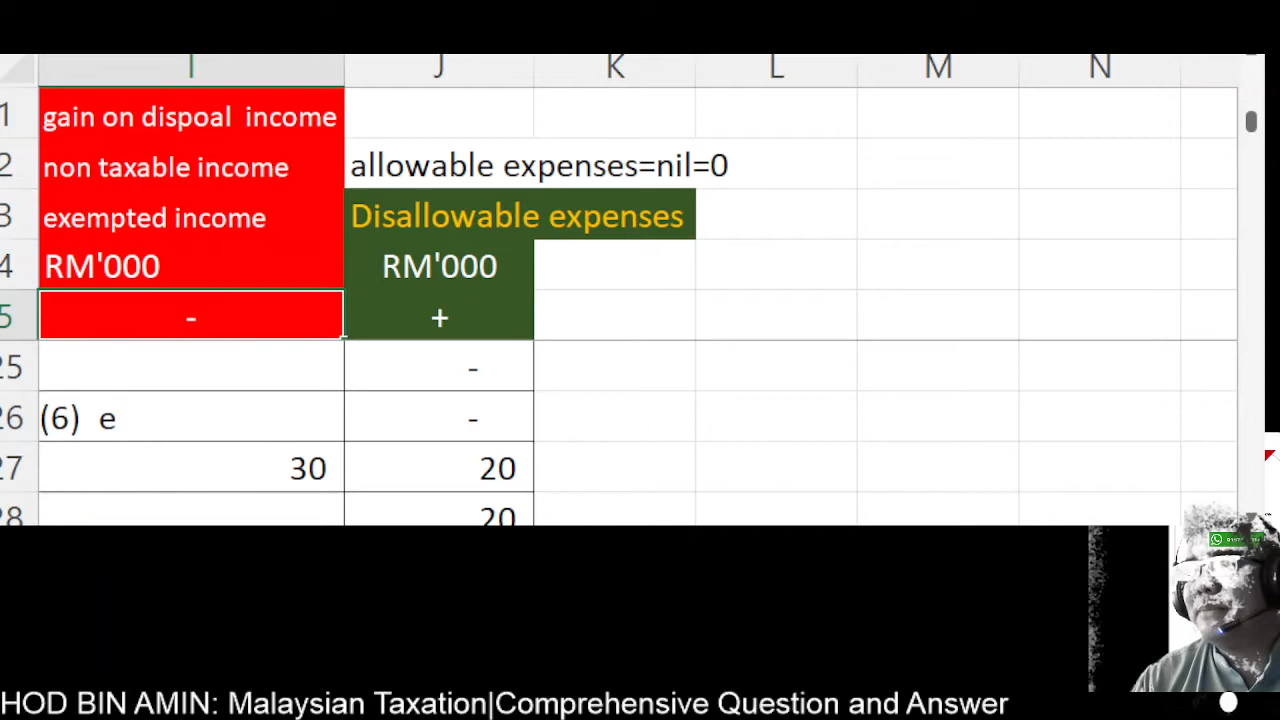 I J K L M N
1 gain on dispoal income
2 non taxable income allowable expenses=nil=0
3 exempted income Disallowable expenses
4 RM'000 RM'000
5 - +
25 -
26 (6) e -
27 30 20
28 20
HOD BIN AMIN: Malaysian Taxation|Comprehensive Question and Answer